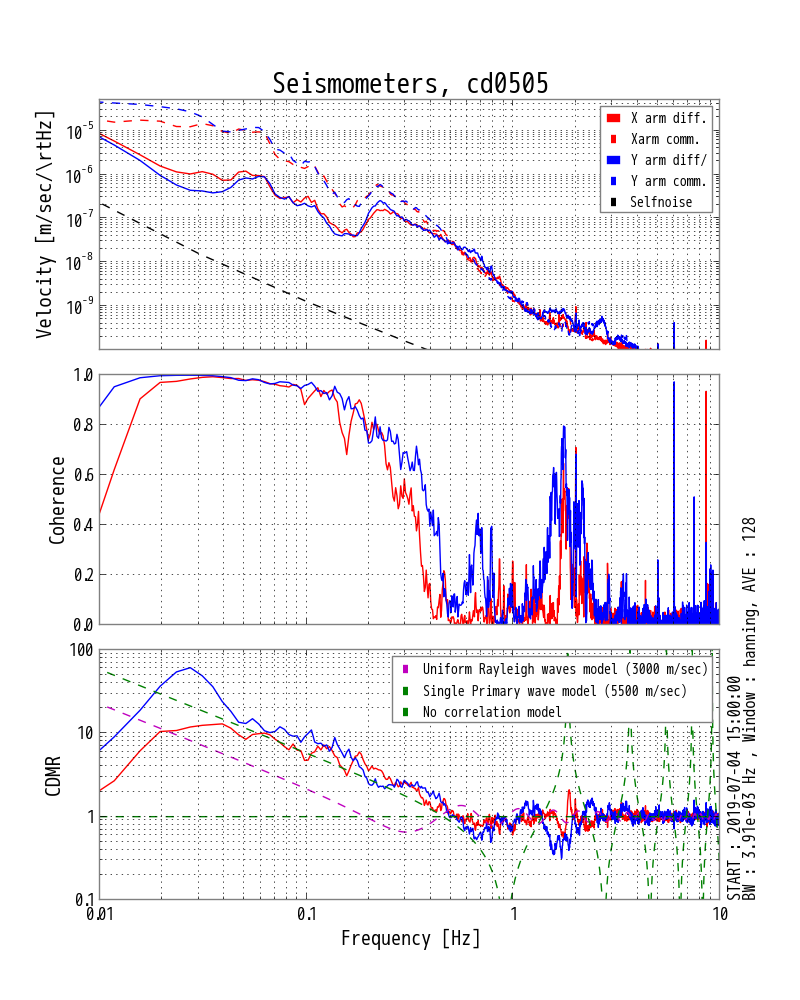 Seismometers, cd0505
Velocity [m/sec/\rtHz]
10^-5
10^-6
10^-7
10^-8
10^-9
X arm diff.
Xarm comm.
Y arm diff/
Y arm comm.
Selfnoise
Coherence
1.0
0.8
0.6
0.4
0.2
0.0
CDMR
100
10
1
0.1
Uniform Rayleigh waves model (3000 m/sec)
Single Primary wave model (5500 m/sec)
No correlation model
0.01
0.1
1
10
Frequency [Hz]
START : 2019-07-04 15:00:00
BW : 3.91e-03 Hz , Window : hanning, AVE : 128